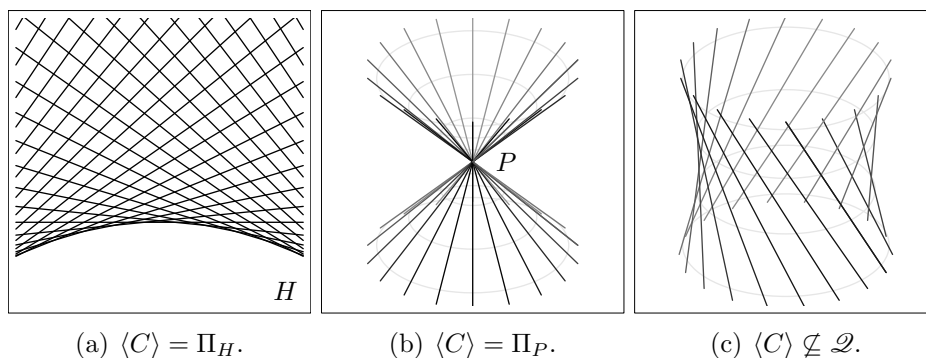 H
P
(a) ⟨C⟩ = Π_H.
(b) ⟨C⟩ = Π_P.
(c) ⟨C⟩ ⊈ 𝒬.